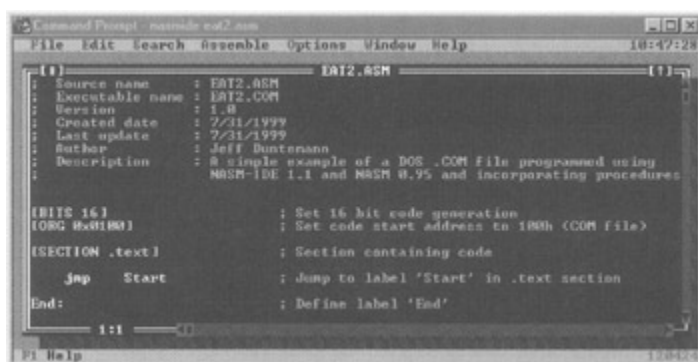 Command Prompt - nasmide eat2.asm
File Edit Search Assemble Options Window Help 10:47:28
EAT2.ASM
; Source name : EAT2.ASM
; Executable name : EAT2.COM
; Version : 1.0
; Created date : 7/31/1999
; Last update : 7/31/1999
; Author : Jeff Duntemann
; Description : A simple example of a DOS .COM file programmed using
; NASM-IDE 1.1 and NASM 0.95 and incorporating procedures
[BITS 16] ; Set 16 bit code generation
[ORG 0x0100] ; Set code start address to 100h (COM file)
[SECTION .text] ; Section containing code
jmp Start ; Jump to label 'Start' in .text section
End: ; Define label 'End'
1:1
F1 Help